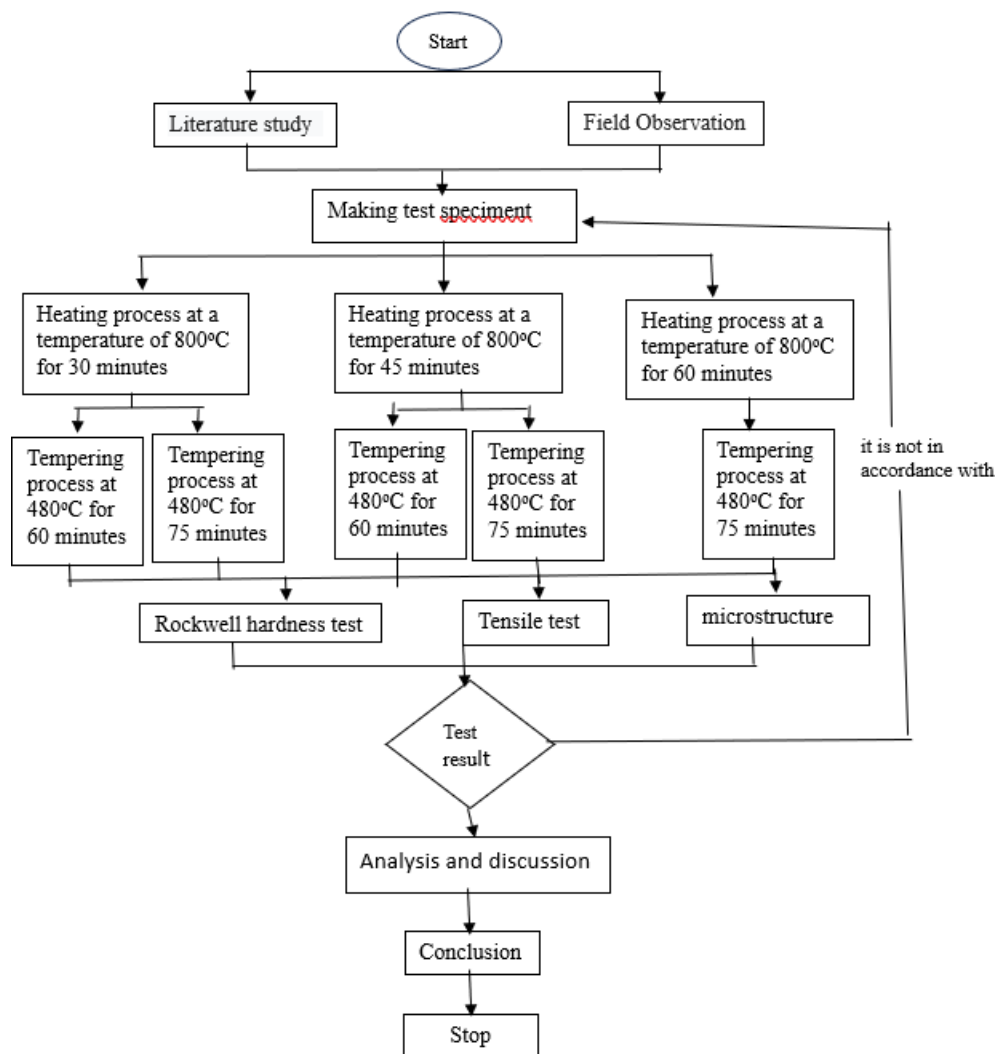 Start
Literature study
Field Observation
Making test speciment
Heating process at a
temperature of 800ºC
for 30 minutes
Heating process at a
temperature of 800ºC
for 45 minutes
Heating process at a
temperature of 800ºC
for 60 minutes
Tempering
process at
480ºC for
60 minutes
Tempering
process at
480ºC for
75 minutes
Tempering
process at
480ºC for
60 minutes
Tempering
process at
480ºC for
75 minutes
Tempering
process at
480ºC for
75 minutes
it is not in
accordance with
Rockwell hardness test
Tensile test
microstructure
Test
result
Analysis and discussion
Conclusion
Stop